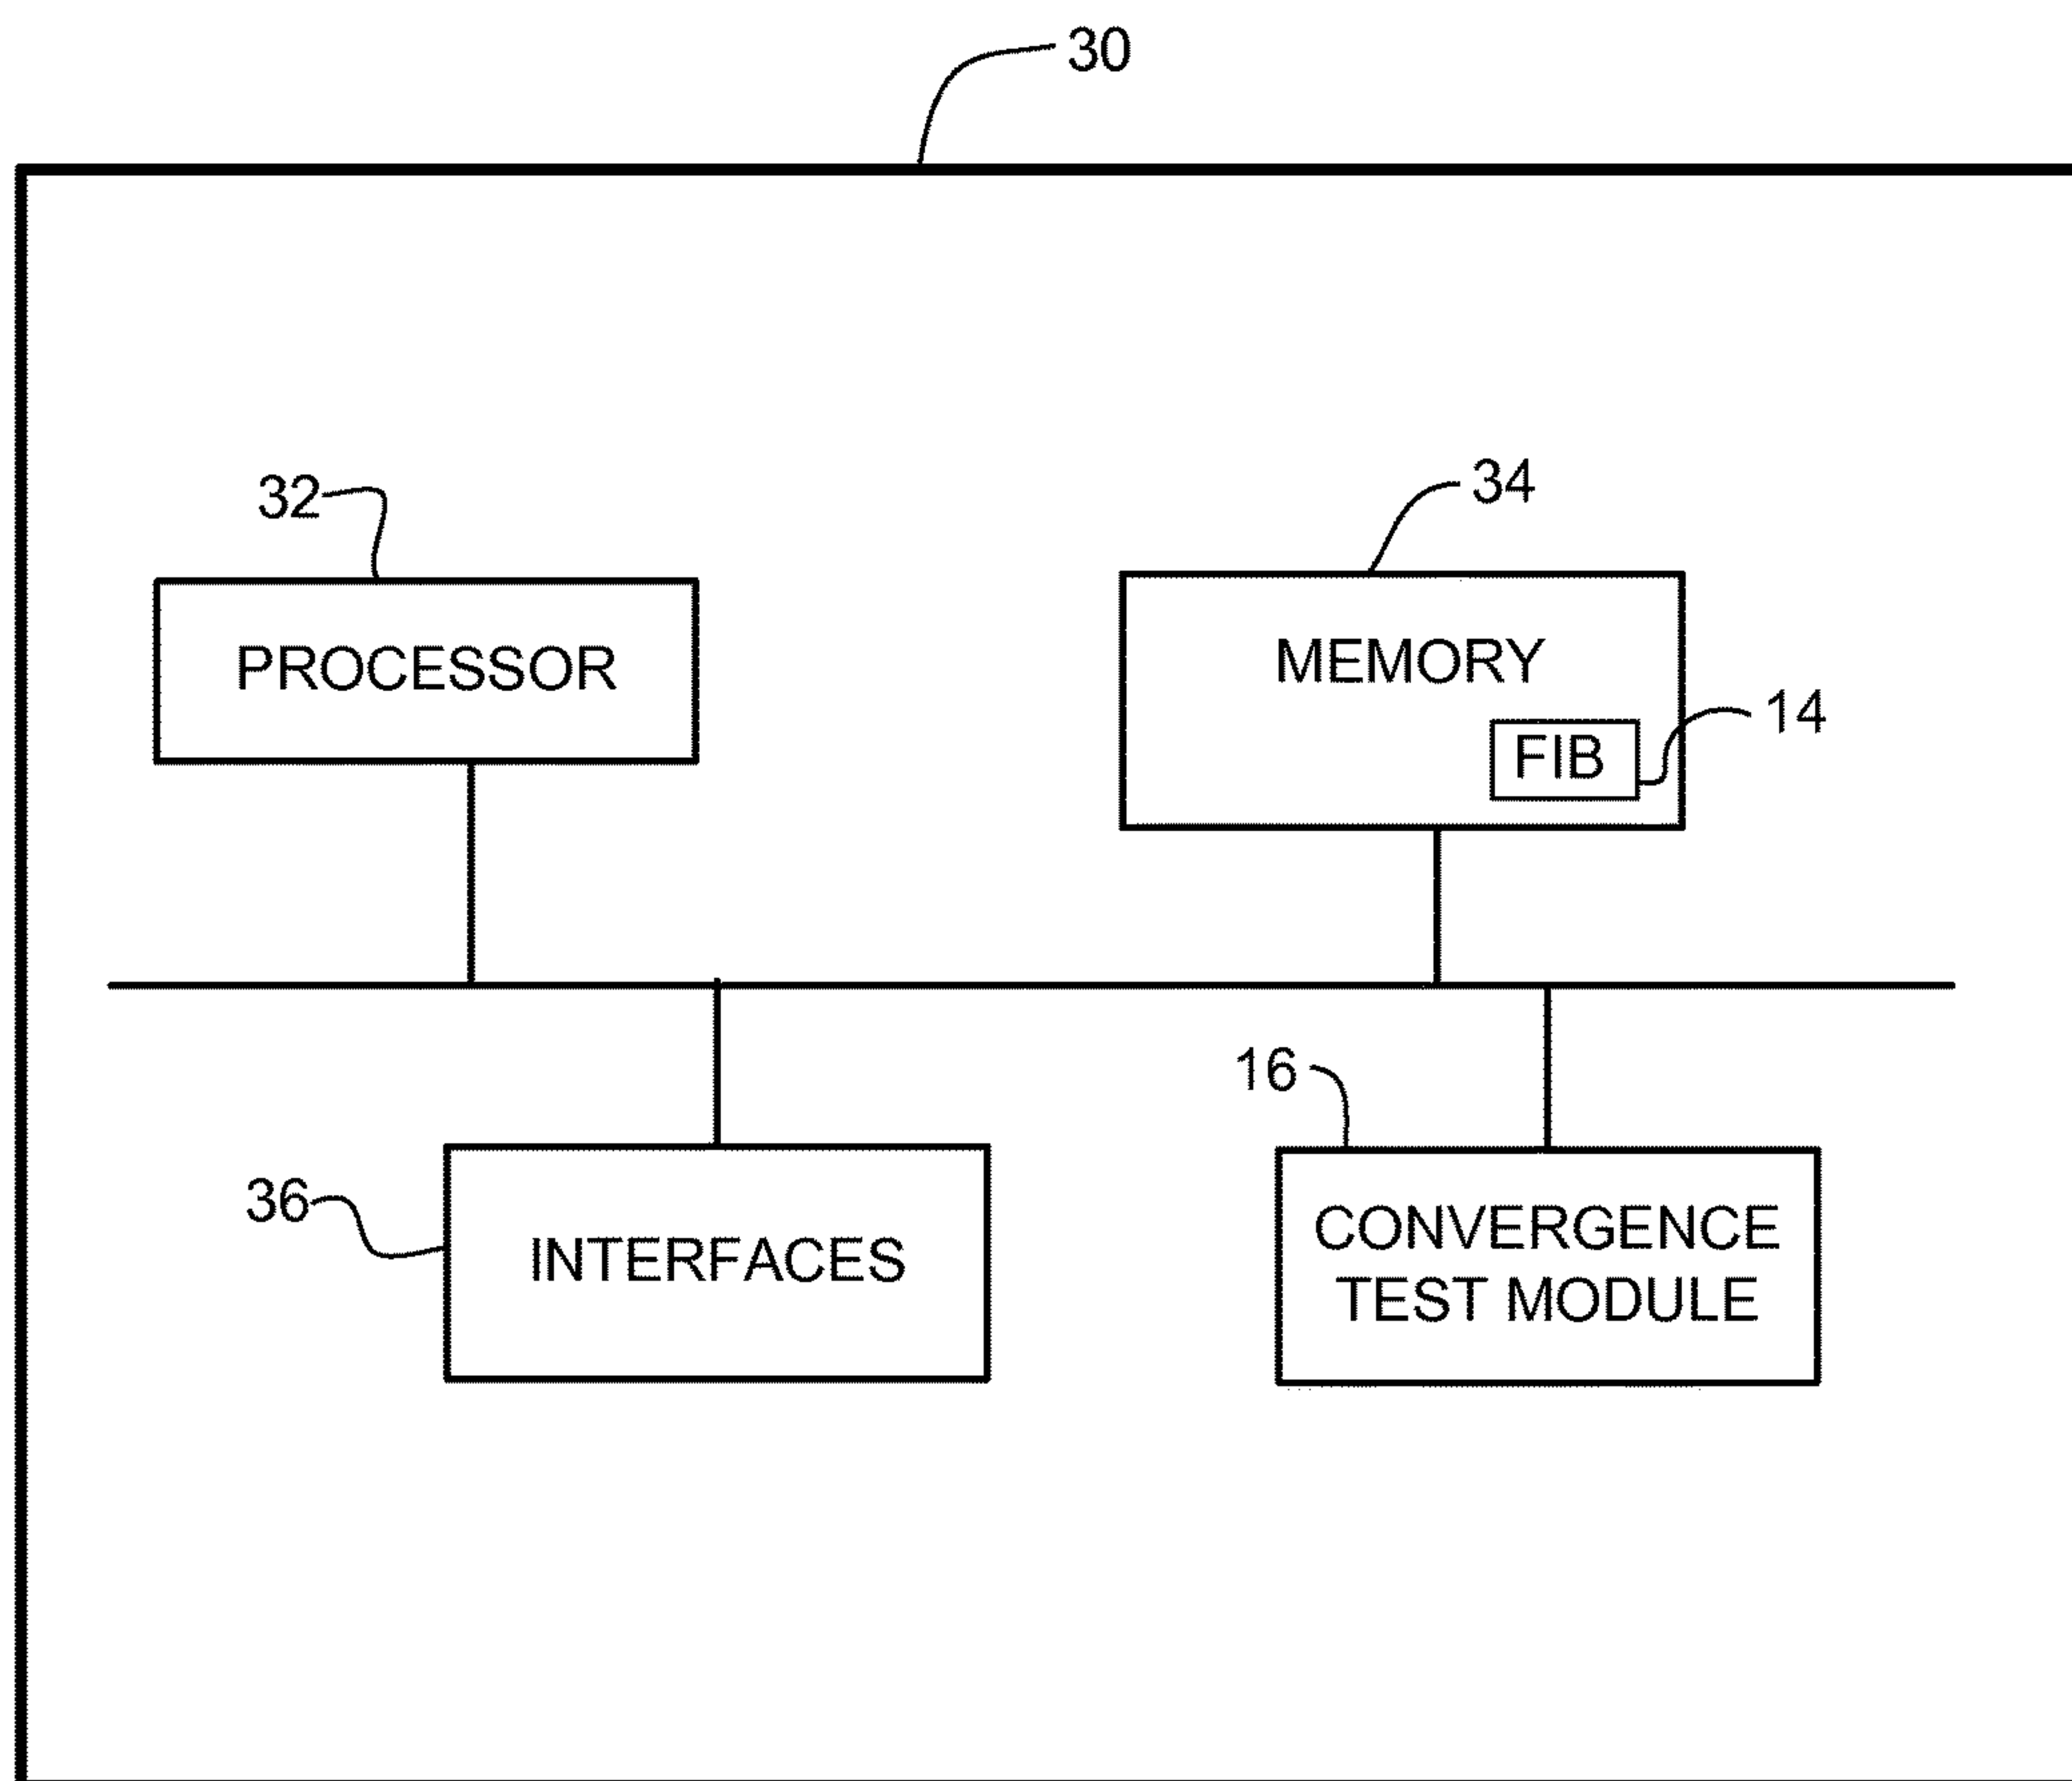 30
32
34
PROCESSOR
MEMORY
14
FIB
16
36
INTERFACES
CONVERGENCE
TEST MODULE